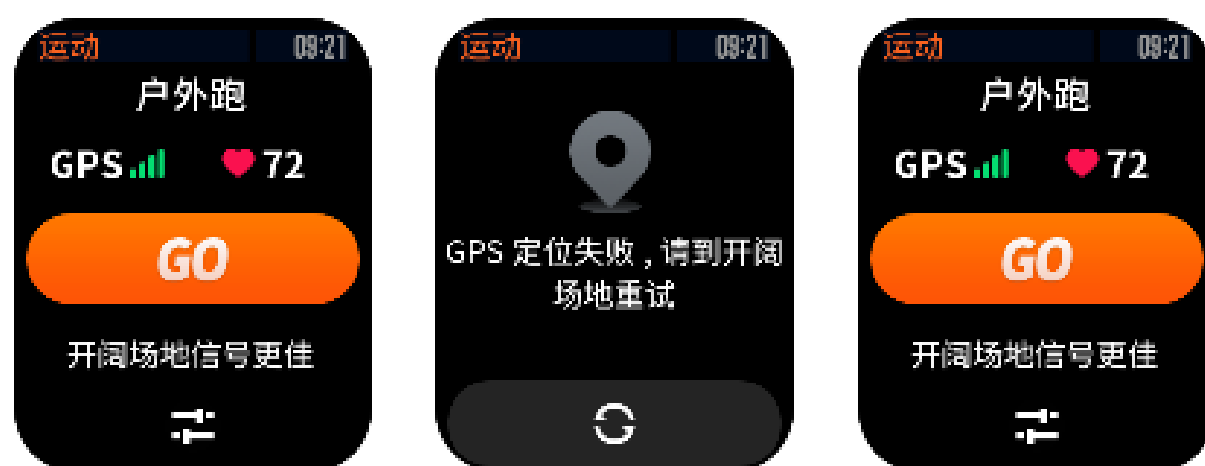 运动 09:21
户外跑
GPS 72
GO
开阔场地信号更佳
运动 09:21
GPS 定位失败，请到开阔
场地重试
运动 09:21
户外跑
GPS 72
GO
开阔场地信号更佳